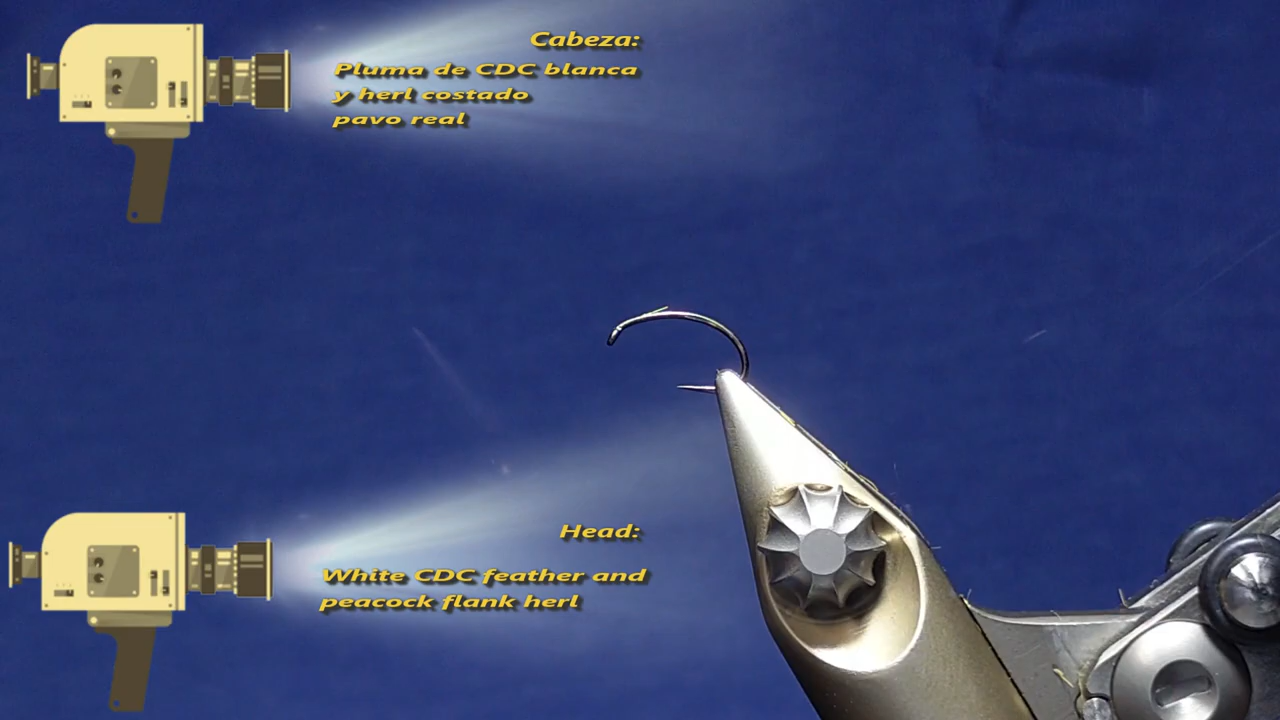 Cabeza:
Pluma de CDC blanca
y herl costado
pavo real
Head:
White CDC feather and
peacock flank herl